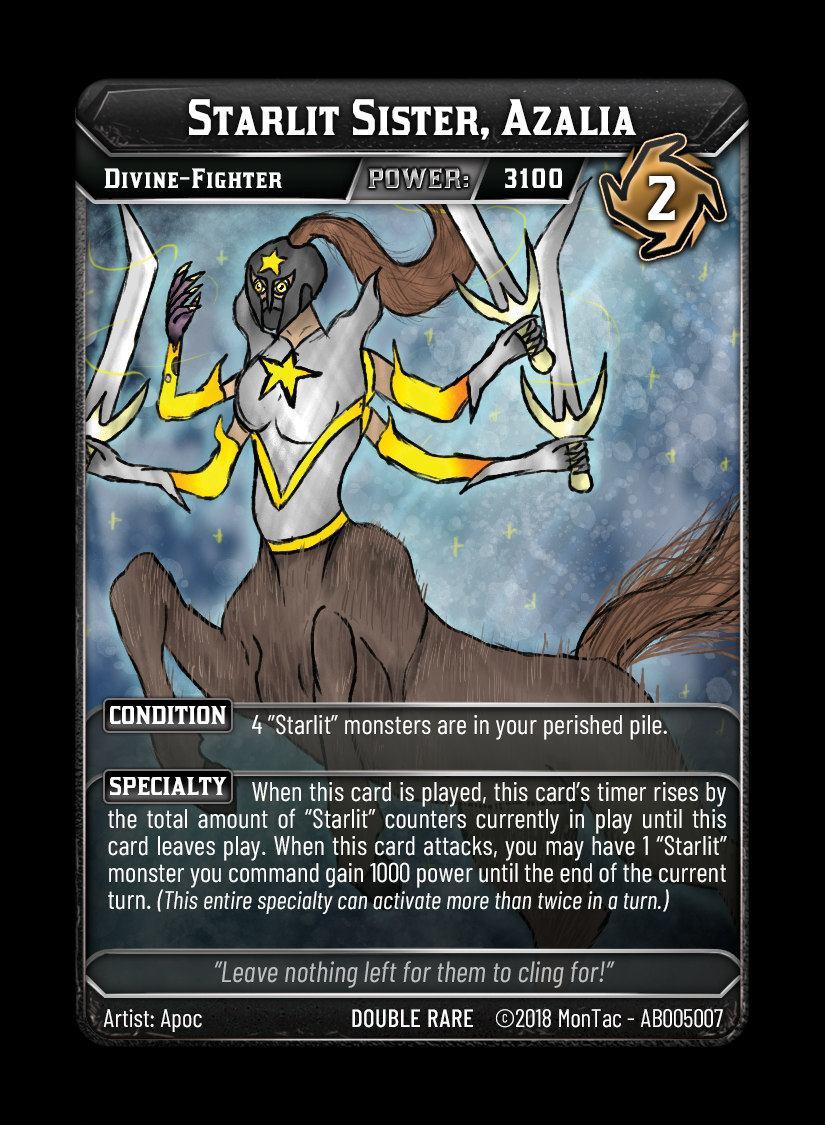 Starlit Sister, Azalia
Divine-Fighter
POWER:
3100
2
CONDITION
4 "Starlit" monsters are in your perished pile.
SPECIALTY
When this card is played, this card's timer rises by
the total amount of "Starlit" counters currently in play until this
card leaves play. When this card attacks, you may have 1 "Starlit"
monster you command gain 1000 power until the end of the current
turn. (This entire specialty can activate more than twice in a turn.)
"Leave nothing left for them to cling for!"
Artist: Apoc
DOUBLE RARE
©2018 MonTac - AB005007